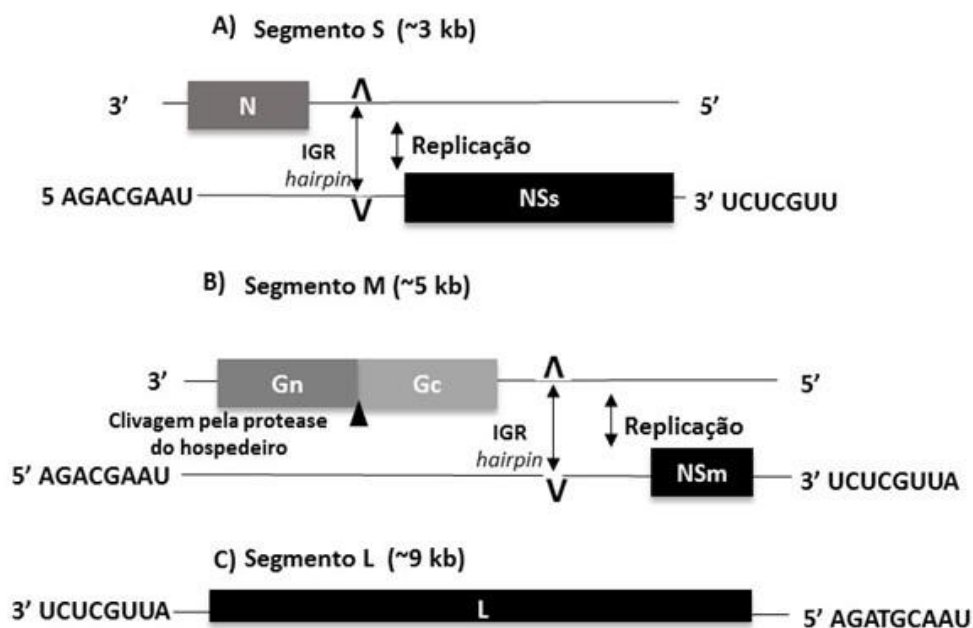 A) Segmento S (~3 kb)
3’ N 5’
IGR
hairpin
Replicação
5 AGACGAAU NSs 3’ UCUCGUU
B) Segmento M (~5 kb)
3’ Gn Gc 5’
Clivagem pela protease
do hospedeiro
IGR
hairpin
Replicação
5’ AGACGAAU NSm 3’ UCUCGUUA
C) Segmento L (~9 kb)
3’ UCUCGUUA L 5’ AGATGCAAU